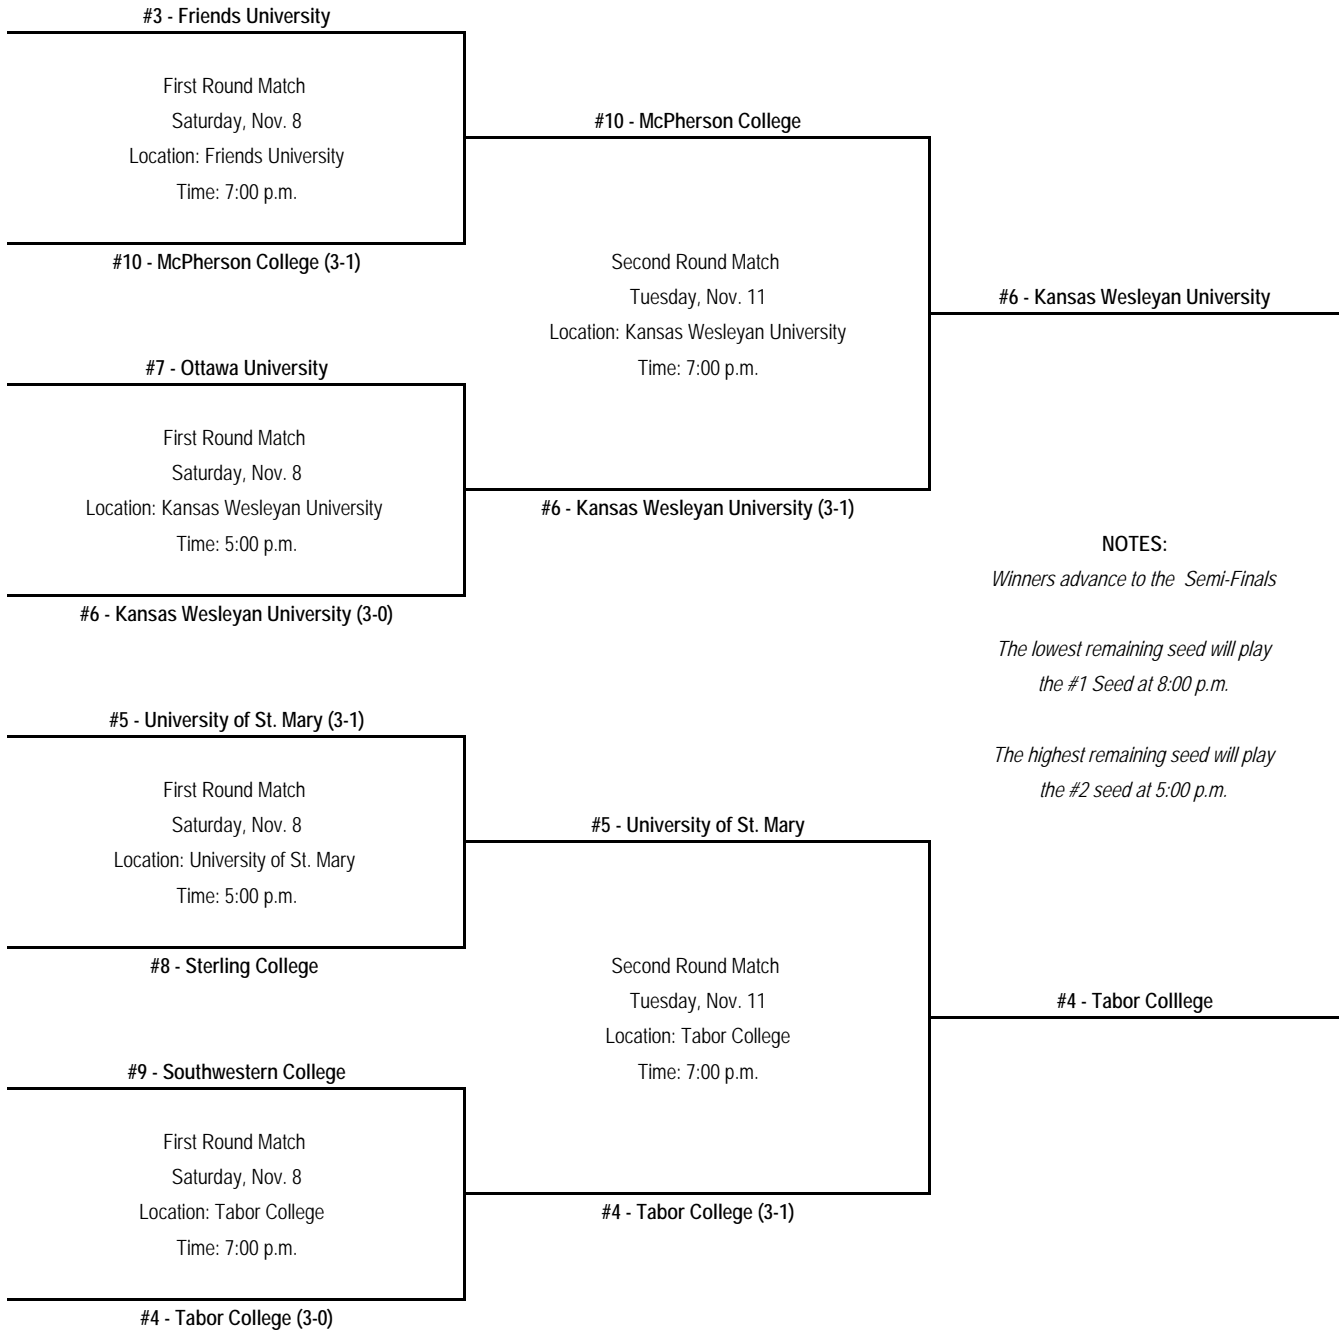 #3 - Friends University
First Round Match
Saturday, Nov. 8
Location: Friends University
Time: 7:00 p.m.
#10 - McPherson College (3-1)
#7 - Ottawa University
First Round Match
Saturday, Nov. 8
Location: Kansas Wesleyan University
Time: 5:00 p.m.
#6 - Kansas Wesleyan University (3-0)
#5 - University of St. Mary (3-1)
First Round Match
Saturday, Nov. 8
Location: University of St. Mary
Time: 5:00 p.m.
#8 - Sterling College
#9 - Southwestern College
First Round Match
Saturday, Nov. 8
Location: Tabor College
Time: 7:00 p.m.
#4 - Tabor College (3-0)
#10 - McPherson College
Second Round Match
Tuesday, Nov. 11
Location: Kansas Wesleyan University
Time: 7:00 p.m.
#6 - Kansas Wesleyan University (3-1)
#5 - University of St. Mary
Second Round Match
Tuesday, Nov. 11
Location: Tabor College
Time: 7:00 p.m.
#4 - Tabor College (3-1)
#6 - Kansas Wesleyan University
NOTES:
Winners advance to the Semi-Finals
The lowest remaining seed will play
the #1 Seed at 8:00 p.m.
The highest remaining seed will play
the #2 seed at 5:00 p.m.
#4 - Tabor Colllege